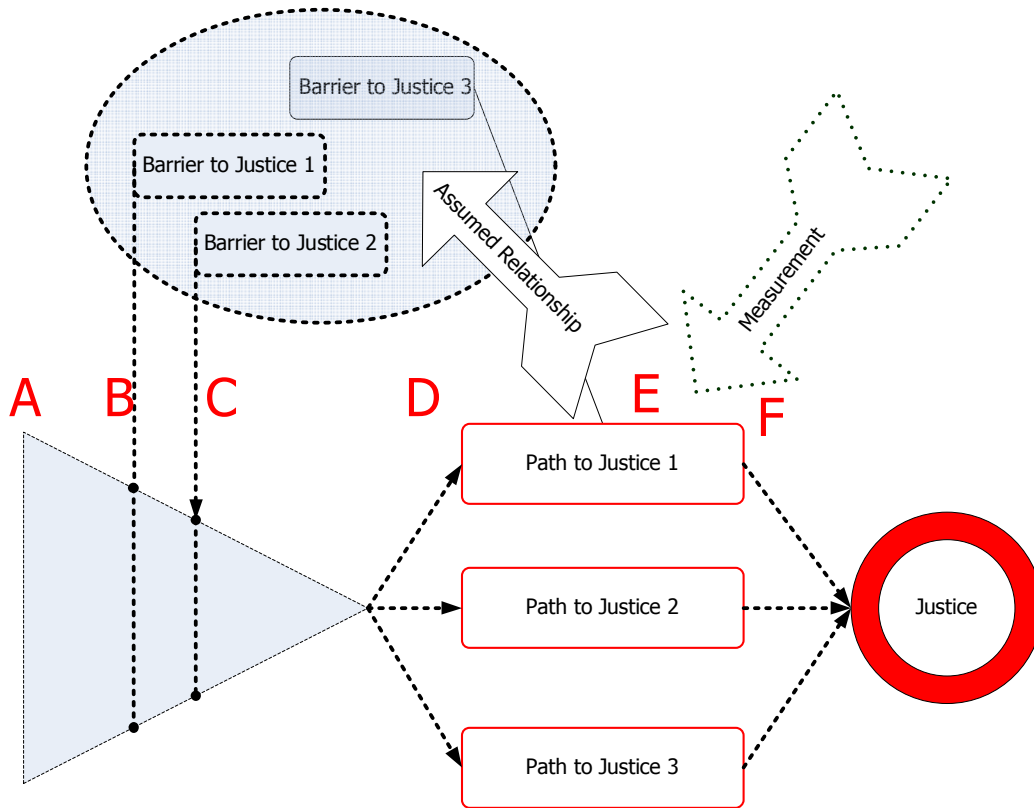 Barrier to Justice 3
Barrier to Justice 1
Barrier to Justice 2
Assumed Relationship
Measurement
A
B
C
D
E
F
Path to Justice 1
Path to Justice 2
Justice
Path to Justice 3